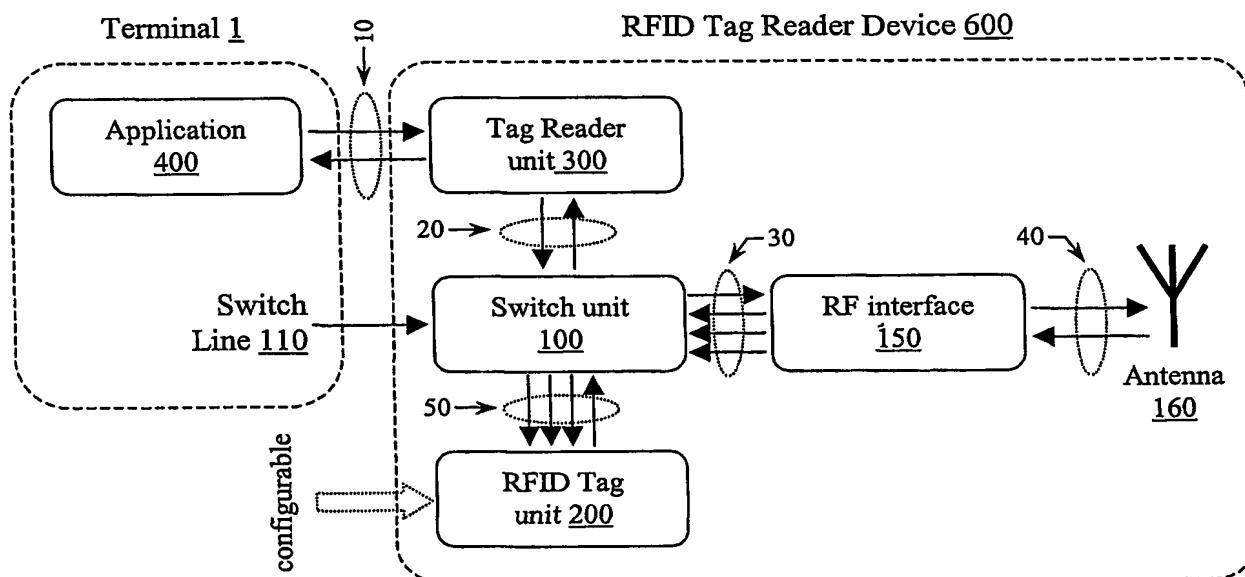 Terminal 1
10
RFID Tag Reader Device 600
Application
400
Tag Reader
unit 300
20
30
40
Switch
Line 110
Switch unit
100
RF interface
150
Antenna
160
50
configurable
RFID Tag
unit 200